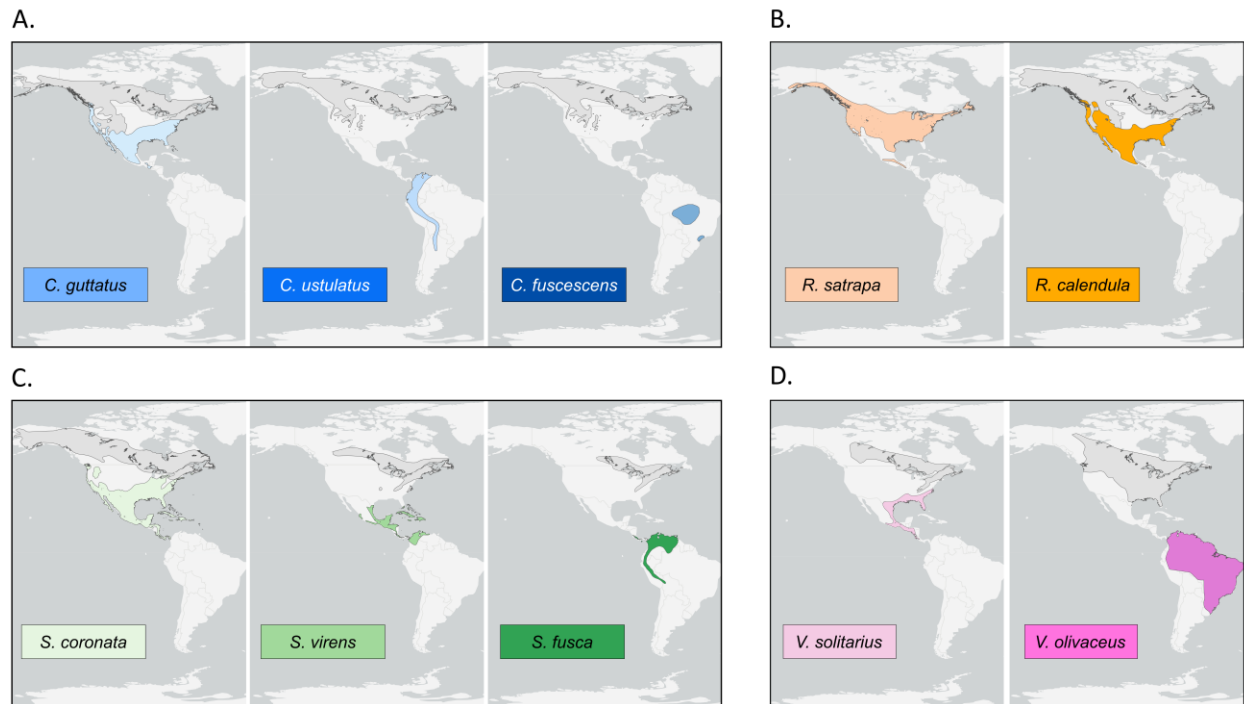 A.
B.
C. guttatus
C. ustulatus
C. fuscescens
R. satrapa
R. calendula
C.
D.
S. coronata
S. virens
S. fusca
V. solitarius
V. olivaceus